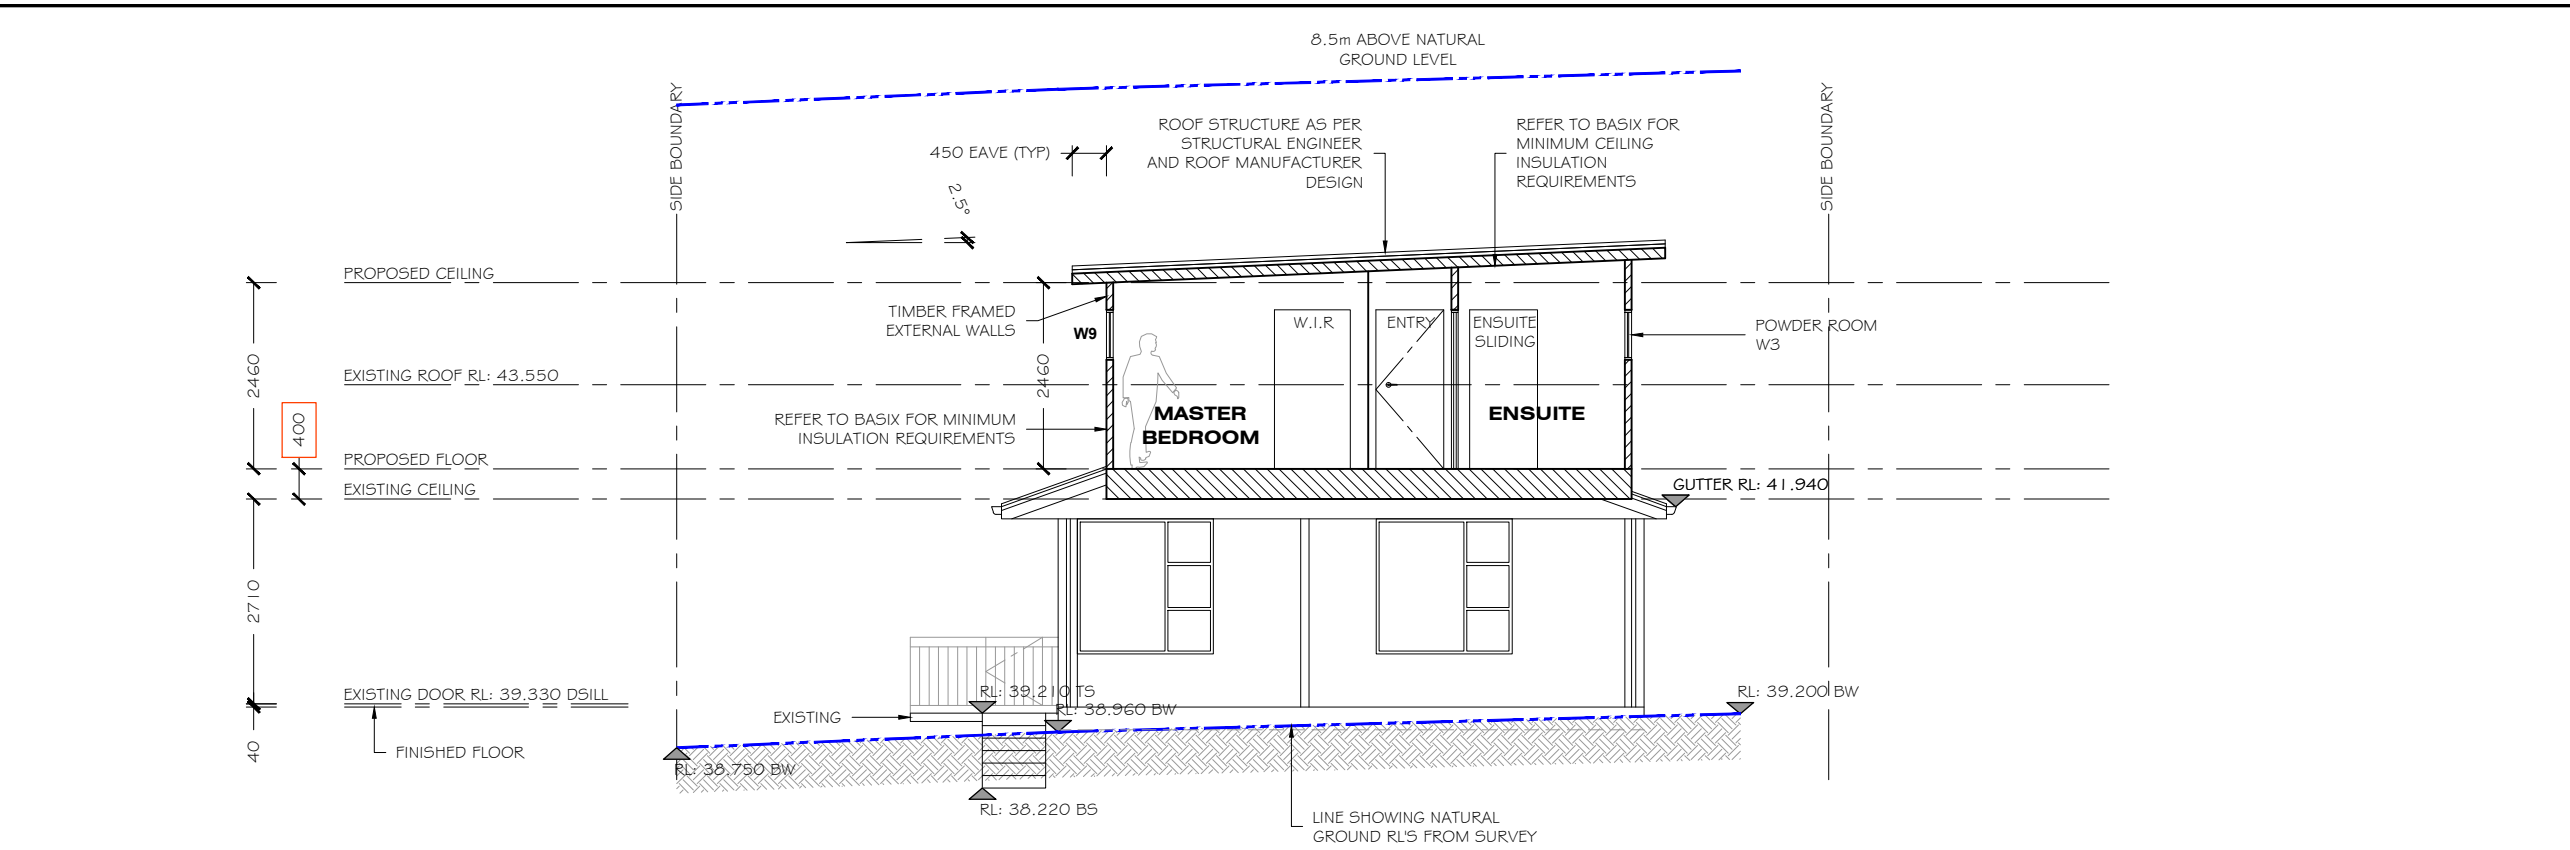 8.5m ABOVE NATURAL
GROUND LEVEL
SIDE BOUNDARY
SIDE BOUNDARY
450 EAVE (TYP)
ROOF STRUCTURE AS PER
STRUCTURAL ENGINEER
AND ROOF MANUFACTURER
DESIGN
REFER TO BASIX FOR
MINIMUM CEILING
INSULATION
REQUIREMENTS
2.5°
PROPOSED CEILING
TIMBER FRAMED
EXTERNAL WALLS
W9
W.I.R
ENTRY
ENSUITE
SLIDING
POWDER ROOM
W3
2460
2460
EXISTING ROOF RL: 43.550
400
REFER TO BASIX FOR MINIMUM
INSULATION REQUIREMENTS
MASTER
BEDROOM
ENSUITE
PROPOSED FLOOR
EXISTING CEILING
GUTTER RL: 41.940
2710
EXISTING DOOR RL: 39.330 DSILL
RL: 39.210 TS
RL: 38.960 BW
RL: 39.200 BW
EXISTING
40
FINISHED FLOOR
RL: 38.750 BW
RL: 38.220 BS
LINE SHOWING NATURAL
GROUND RL'S FROM SURVEY